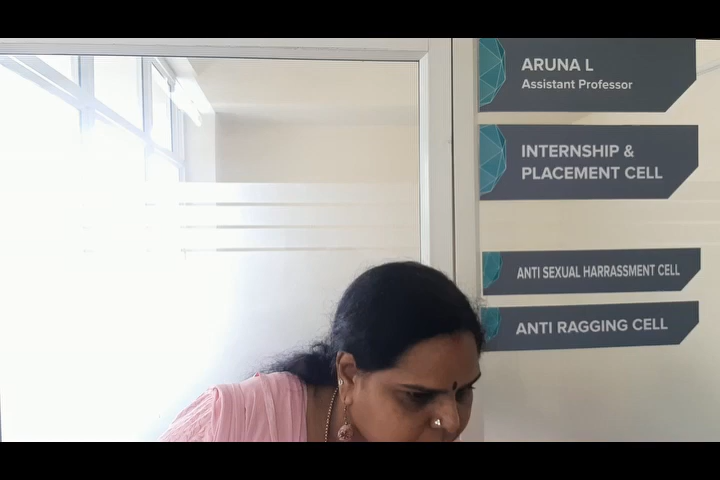 ARUNA L
Assistant Professor
INTERNSHIP &
PLACEMENT CELL
ANTI SEXUAL HARRASSMENT CELL
ANTI RAGGING CELL